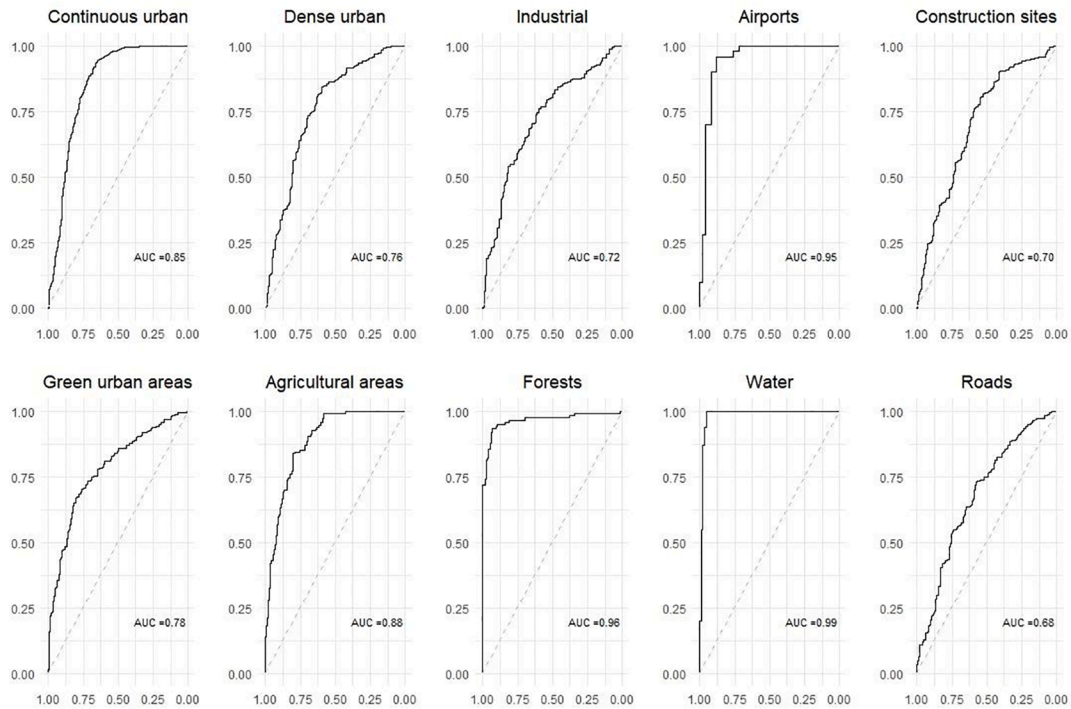 Continuous urban Dense urban Industrial Airports Construction sites
1.00 1.00 1.00 1.00 1.00
0.75 0.75 0.75 0.75 0.75
0.50 0.50 0.50 0.50 0.50
0.25 0.25 0.25 0.25 0.25
AUC =0.85 AUC =0.76 AUC =0.72 AUC =0.95 AUC =0.70
0.00 0.00 0.00 0.00 0.00
1.00 0.75 0.50 0.25 0.00 1.00 0.75 0.50 0.25 0.00 1.00 0.75 0.50 0.25 0.00 1.00 0.75 0.50 0.25 0.00 1.00 0.75 0.50 0.25 0.00
Green urban areas Agricultural areas Forests Water Roads
1.00 1.00 1.00 1.00 1.00
0.75 0.75 0.75 0.75 0.75
0.50 0.50 0.50 0.50 0.50
0.25 0.25 0.25 0.25 0.25
AUC =0.78 AUC =0.88 AUC =0.96 AUC =0.99 AUC =0.68
0.00 0.00 0.00 0.00 0.00
1.00 0.75 0.50 0.25 0.00 1.00 0.75 0.50 0.25 0.00 1.00 0.75 0.50 0.25 0.00 1.00 0.75 0.50 0.25 0.00 1.00 0.75 0.50 0.25 0.00